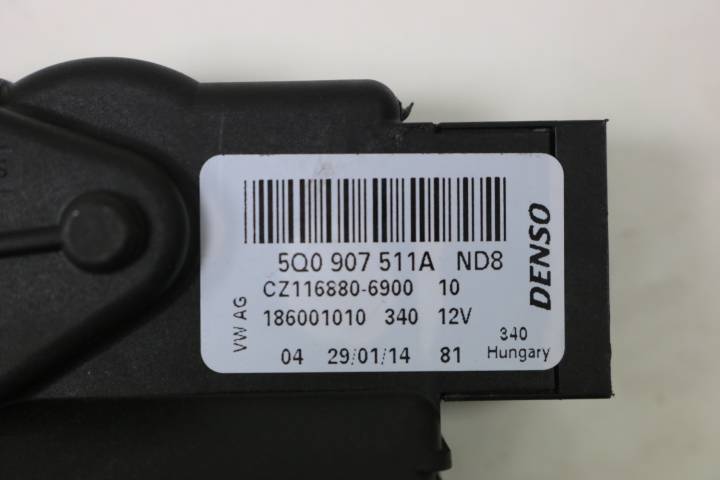 5Q0 907 511A ND8
CZ116880-6900 10
186001010 340 12V
04 29/01/14 81
VW AG
DENSO
340
Hungary